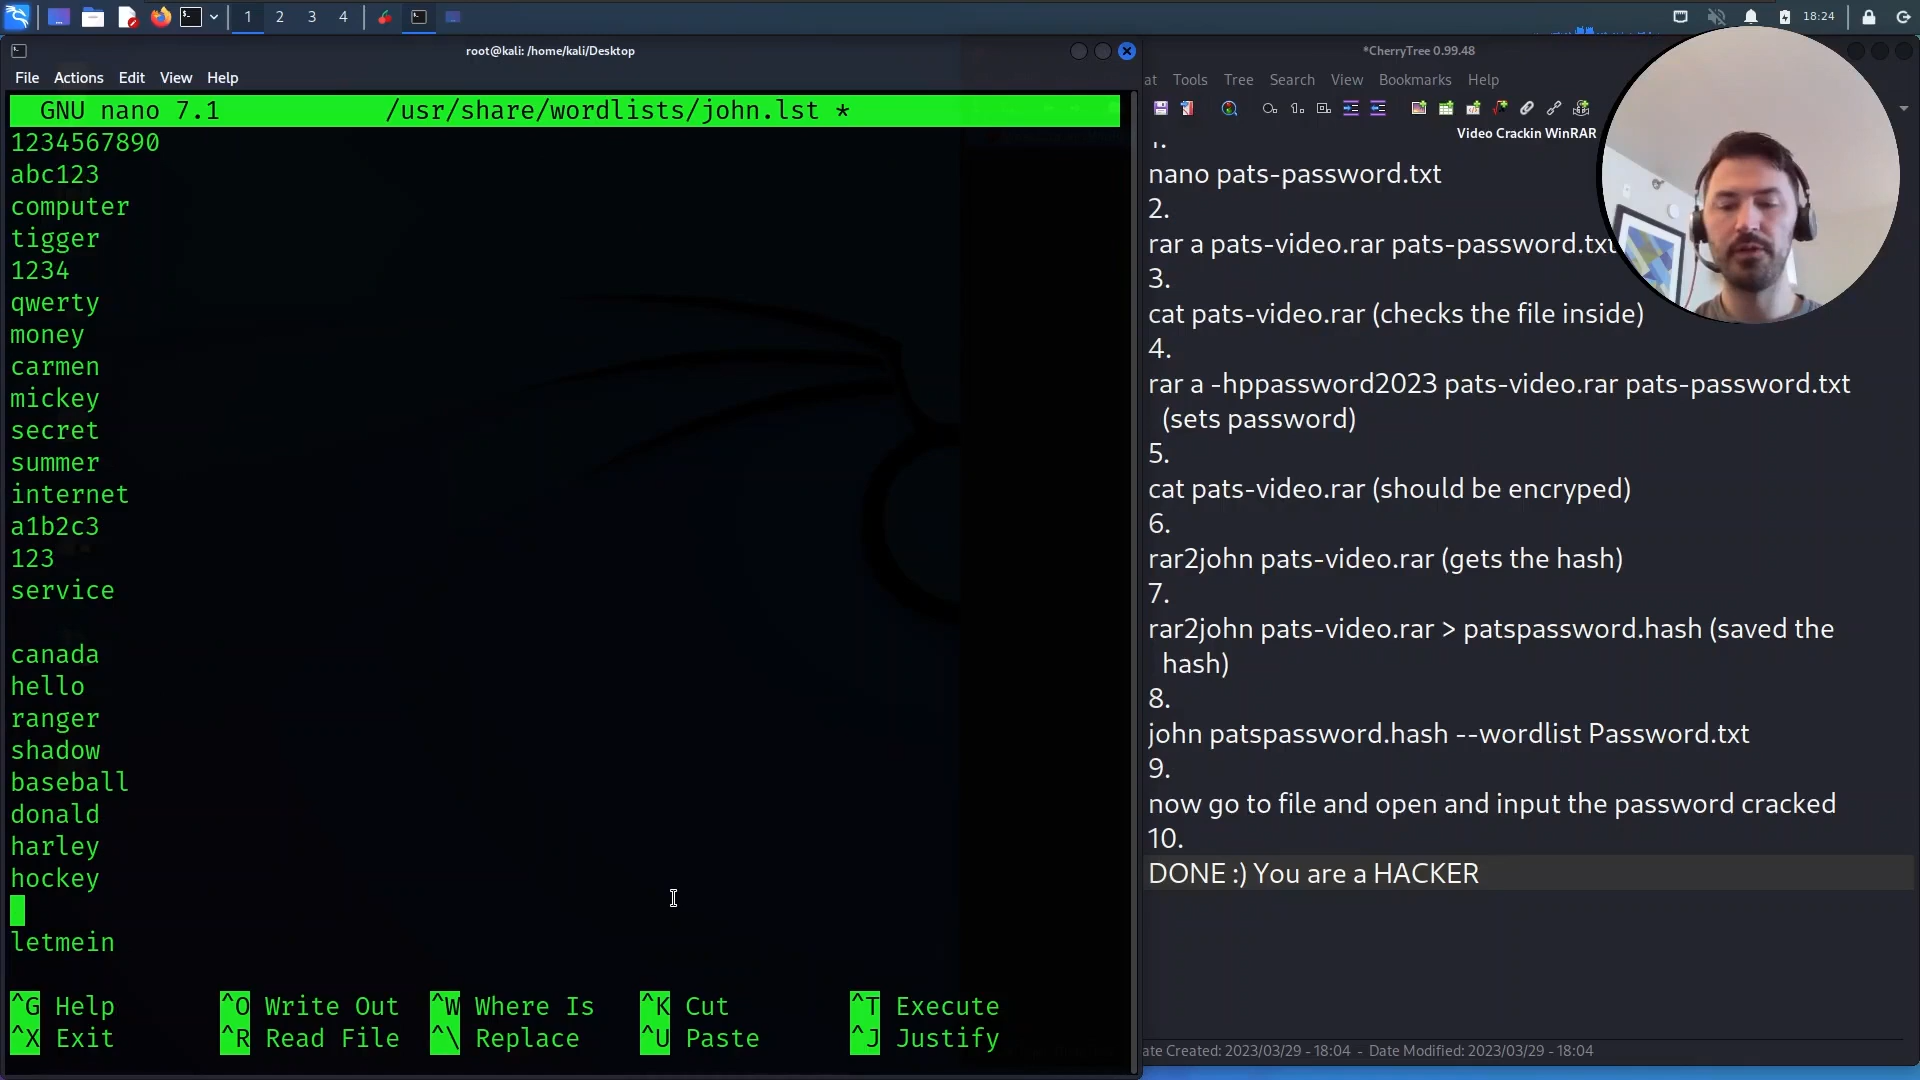 1 2 3 4
18:24
root@kali: /home/kali/Desktop
File Actions Edit View Help
GNU nano 7.1 /usr/share/wordlists/john.lst *
1234567890
abc123
computer
tigger
1234
qwerty
money
carmen
mickey
secret
summer
internet
a1b2c3
123
service
canada
hello
ranger
shadow
baseball
donald
harley
hockey
letmein
^G Help ^O Write Out ^W Where Is ^K Cut ^T Execute
^X Exit ^R Read File ^\ Replace ^U Paste ^J Justify
*CherryTree 0.99.48
at Tools Tree Search View Bookmarks Help
Video Crackin WinRAR
1.
nano pats-password.txt
2.
rar a pats-video.rar pats-password.txt
3.
cat pats-video.rar (checks the file inside)
4.
rar a -hppassword2023 pats-video.rar pats-password.txt
(sets password)
5.
cat pats-video.rar (should be encryped)
6.
rar2john pats-video.rar (gets the hash)
7.
rar2john pats-video.rar > patspassword.hash (saved the
hash)
8.
john patspassword.hash --wordlist Password.txt
9.
now go to file and open and input the password cracked
10.
DONE :) You are a HACKER
ate Created: 2023/03/29 - 18:04 - Date Modified: 2023/03/29 - 18:04